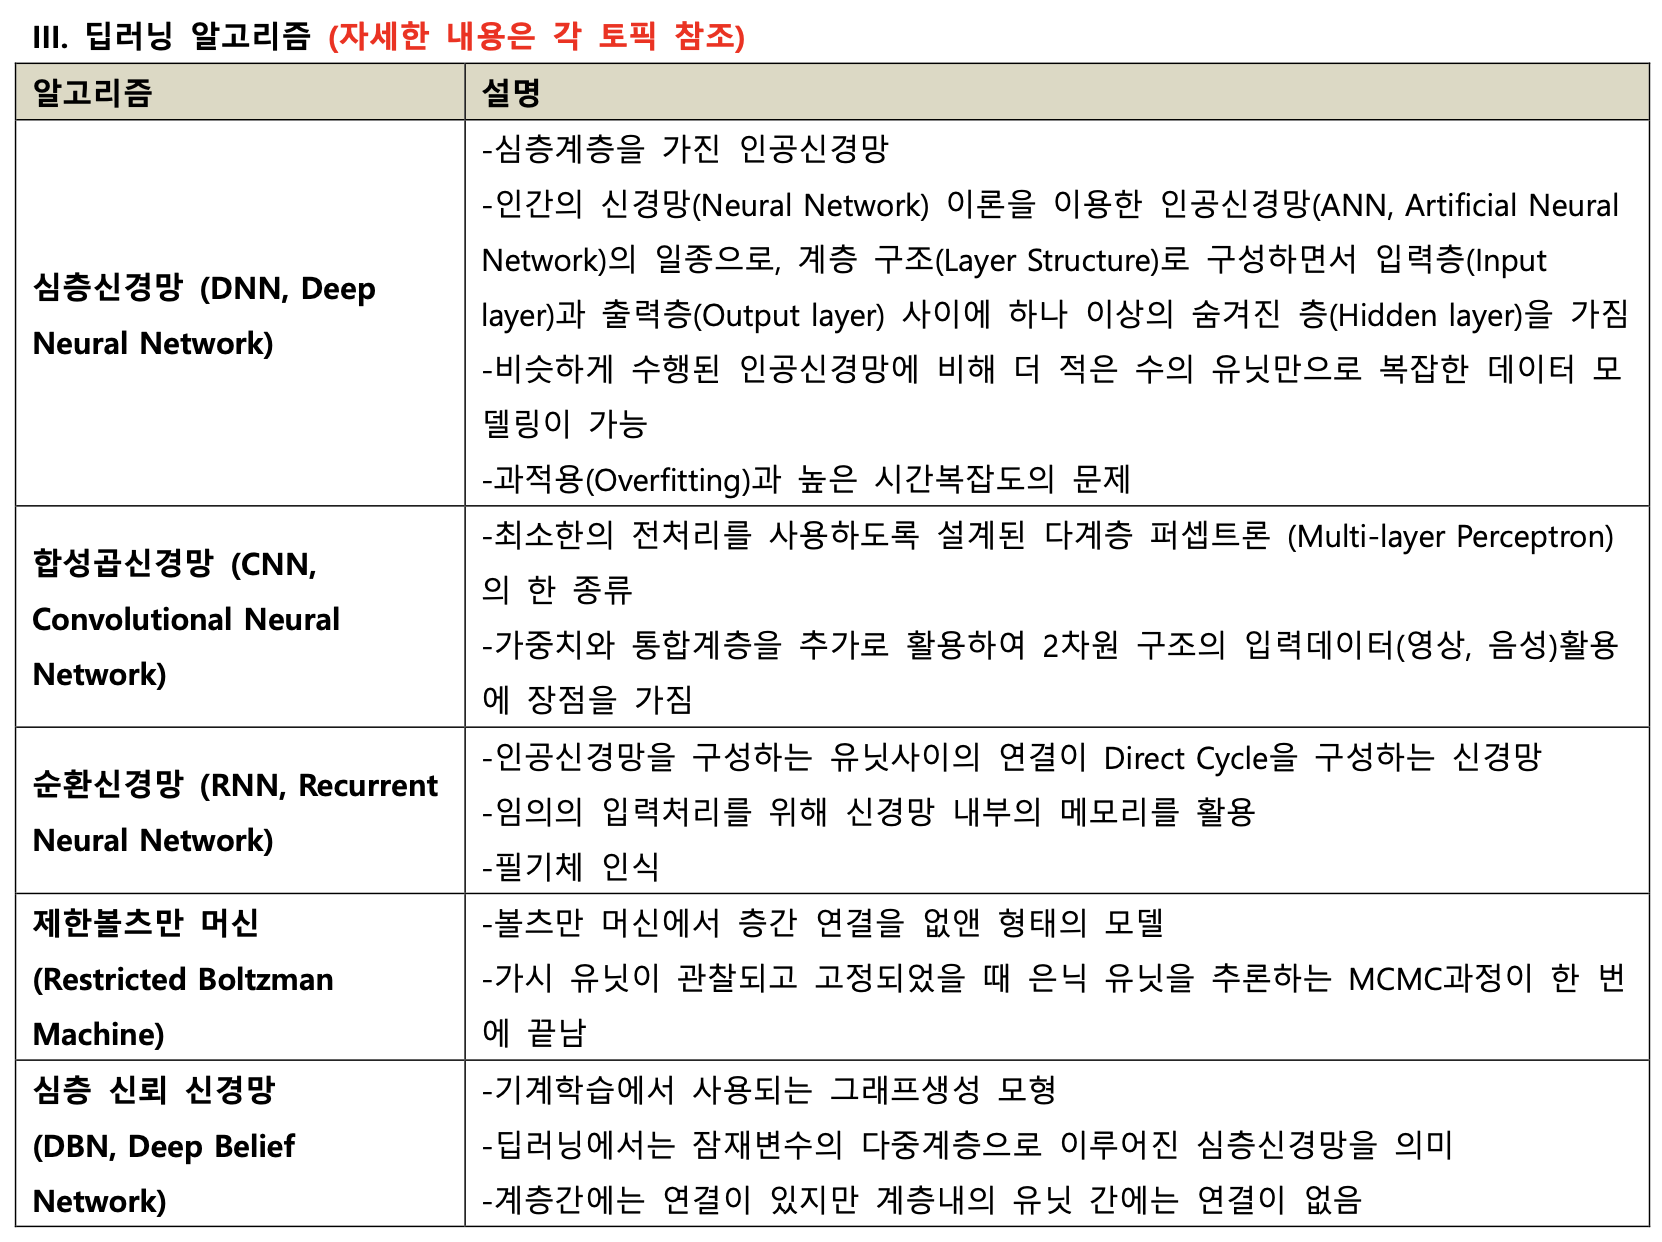 III. 딥러닝 알고리즘 (자세한 내용은 각 토픽 참조)
알고리즘
설명
심층신경망 (DNN, Deep
Neural Network)
-심층계층을 가진 인공신경망
-인간의 신경망(Neural Network) 이론을 이용한 인공신경망(ANN, Artificial Neural
Network)의 일종으로, 계층 구조(Layer Structure)로 구성하면서 입력층(Input
layer)과 출력층(Output layer) 사이에 하나 이상의 숨겨진 층(Hidden layer)을 가짐
-비슷하게 수행된 인공신경망에 비해 더 적은 수의 유닛만으로 복잡한 데이터 모
델링이 가능
-과적용(Overfitting)과 높은 시간복잡도의 문제
합성곱신경망 (CNN,
Convolutional Neural
Network)
-최소한의 전처리를 사용하도록 설계된 다계층 퍼셉트론 (Multi-layer Perceptron)
의 한 종류
-가중치와 통합계층을 추가로 활용하여 2차원 구조의 입력데이터(영상, 음성)활용
에 장점을 가짐
순환신경망 (RNN, Recurrent
Neural Network)
-인공신경망을 구성하는 유닛사이의 연결이 Direct Cycle을 구성하는 신경망
-임의의 입력처리를 위해 신경망 내부의 메모리를 활용
-필기체 인식
제한볼츠만 머신
(Restricted Boltzman
Machine)
-볼츠만 머신에서 층간 연결을 없앤 형태의 모델
-가시 유닛이 관찰되고 고정되었을 때 은닉 유닛을 추론하는 MCMC과정이 한 번
에 끝남
심층 신뢰 신경망
(DBN, Deep Belief
Network)
-기계학습에서 사용되는 그래프생성 모형
-딥러닝에서는 잠재변수의 다중계층으로 이루어진 심층신경망을 의미
-계층간에는 연결이 있지만 계층내의 유닛 간에는 연결이 없음